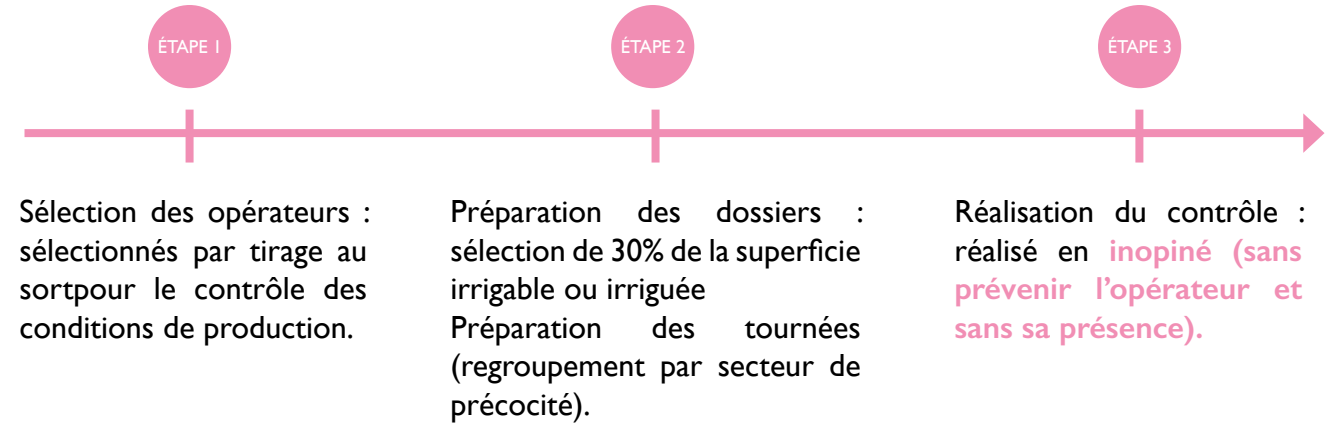 ÉTAPE 1
ÉTAPE 2
ÉTAPE 3
Sélection des opérateurs :
sélectionnés par tirage au
sortpour le contrôle des
conditions de production.
Préparation des dossiers :
sélection de 30% de la superficie
irrigable ou irriguée
Préparation des tournées
(regroupement par secteur de
précocité).
Réalisation du contrôle :
réalisé en inopiné (sans
prévenir l’opérateur et
sans sa présence).